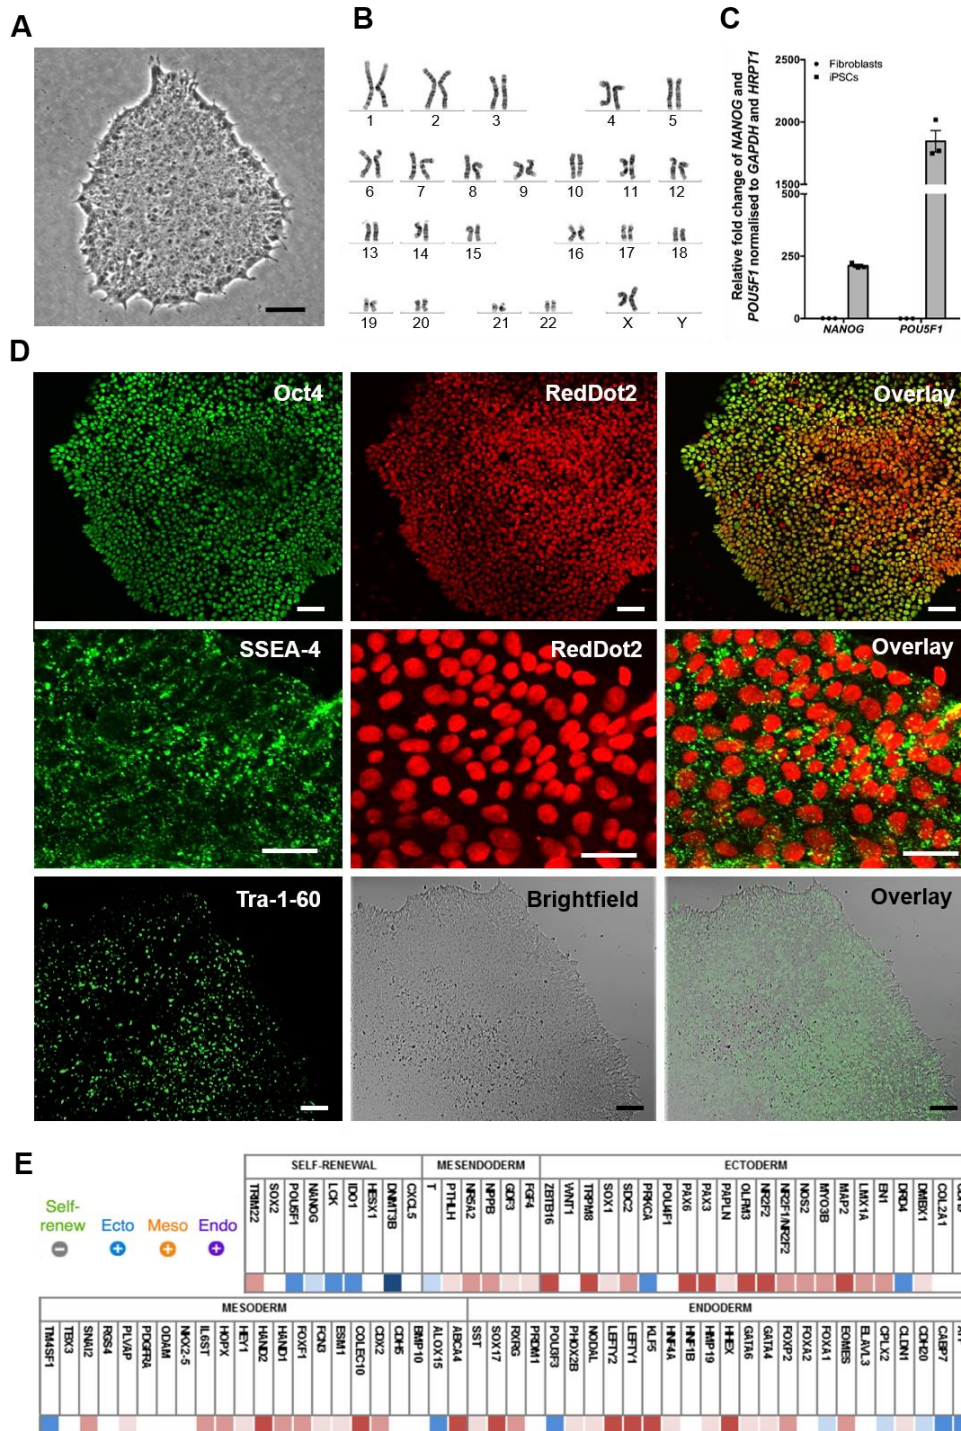 A
B
C
1 2 3 4 5
6 7 8 9 10 11 12
13 14 15 16 17 18
19 20 21 22 X Y
Relative fold change of NANOG and
POU5F1 normalised to GAPDH and HRPT1
2500
2000
1500
500
250
0
Fibroblasts
iPSCs
NANOG POU5F1
D
Oct4 RedDot2 Overlay
SSEA-4 RedDot2 Overlay
Tra-1-60 Brightfield Overlay
E
Self-
renew Ecto Meso Endo
SELF-RENEWAL MESENDODERM ECTODERM
TRIM22 SOX2 POU5F1 NANOG LCK IDO1 HESX1 DNMT3B CXCL5 T PTHLH NR5A2 NPPB GDF3 FGF4 ZBTB16 WNT1 TRPM8 SOX1 SDC2 PRKCA POU4F1 PAX6 PAX3 PAPLN OLFM3 NR2F2 NR2F1/NR2F2 NOS2 MYO3B MAP2 LMX1A EN1 DRD4 DMBX1 COL2A1
MESODERM ENDODERM
TM4SF1 TBX3 SNAI2 RGS4 PLVAP PDGFRA ODAM NKX2-5 IL6ST HOPX HEY1 HAND2 HAND1 FOXF1 FCN3 ESM1 COLEC10 CDX2 CDH5 BMP10 ALOX15 ABCA4 SST SOX17 RXRG PRDM1 POU3F3 PHOX2B NODAL LEFTY2 LEFTY1 KLF5 HNF4A HNF1B HMP19 HHEX GATA6 GATA4 FOXP2 FOXA2 FOXA1 EOMES ELAVL3 CPLX2 CLDN1 CDH20 CABP7